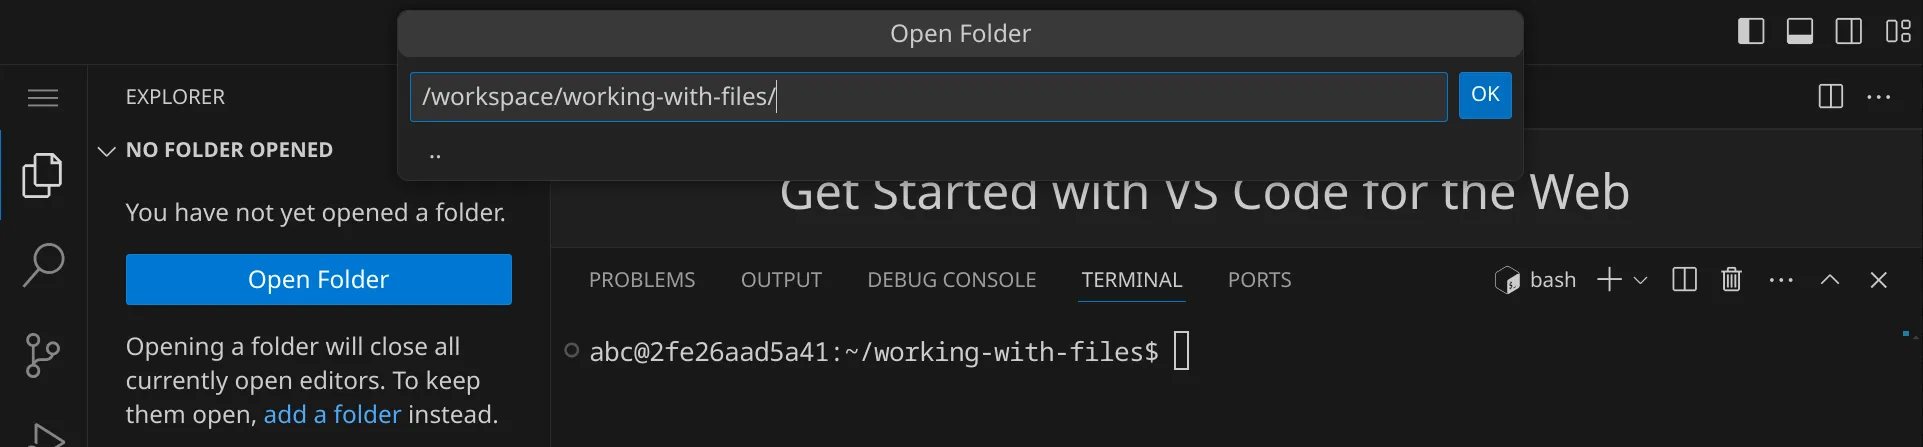 Open Folder
/workspace/working-with-files/
OK
..
EXPLORER
NO FOLDER OPENED
You have not yet opened a folder.
Open Folder
Opening a folder will close all
currently open editors. To keep
them open, add a folder instead.
Get Started with VS Code for the Web
PROBLEMS OUTPUT DEBUG CONSOLE TERMINAL PORTS
bash
abc@2fe26aad5a41:~/working-with-files$